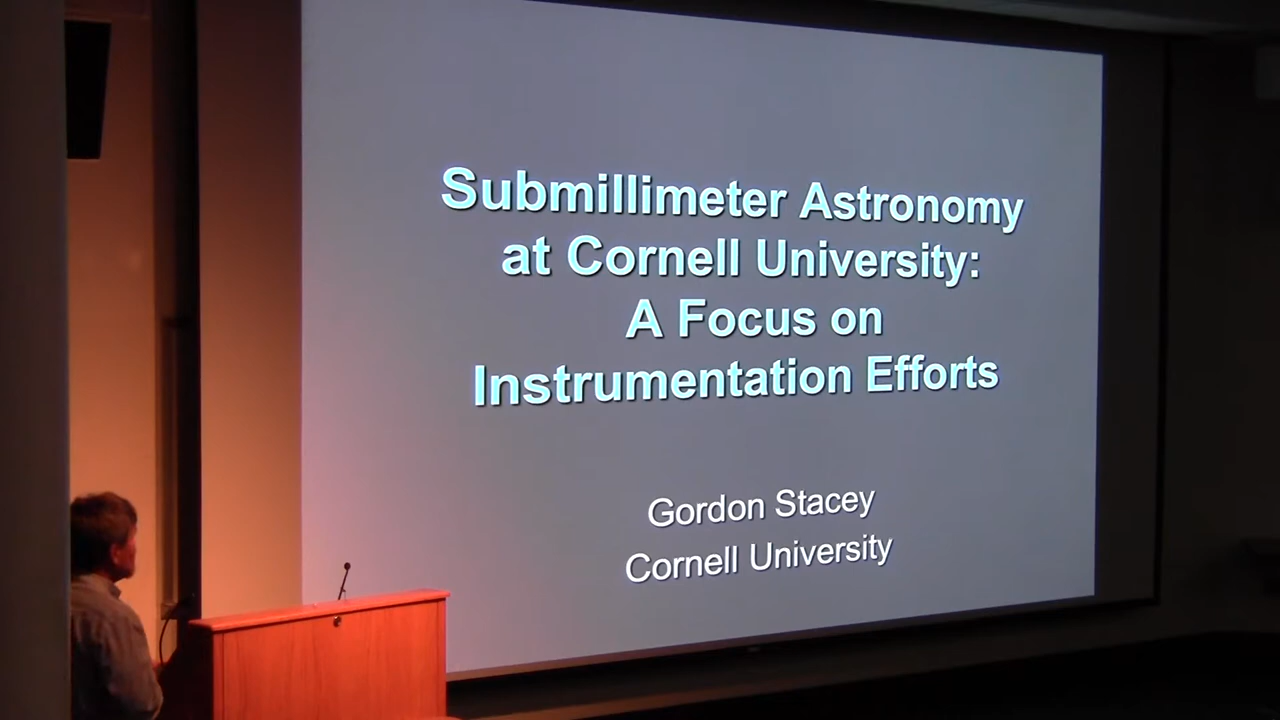 Submillimeter Astronomy
at Cornell University:
A Focus on
Instrumentation Efforts
Gordon Stacey
Cornell University